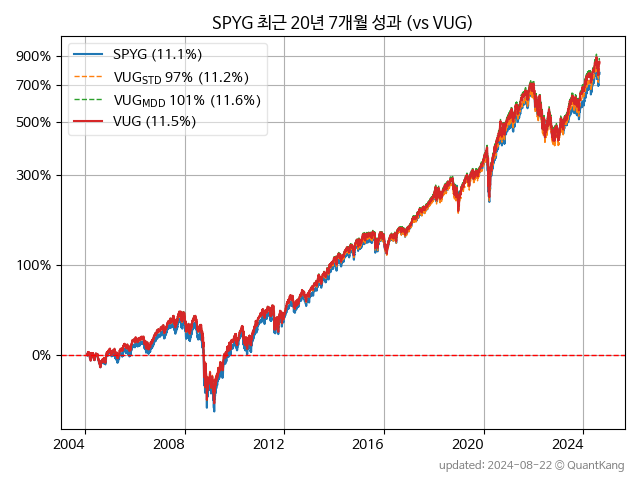 SPYG 최근 20년 7개월 성과 (vs VUG)
SPYG (11.1%)
VUG_STD 97% (11.2%)
VUG_MDD 101% (11.6%)
VUG (11.5%)
900%
700%
500%
300%
100%
0%
2004 2008 2012 2016 2020 2024
updated: 2024-08-22 © QuantKang